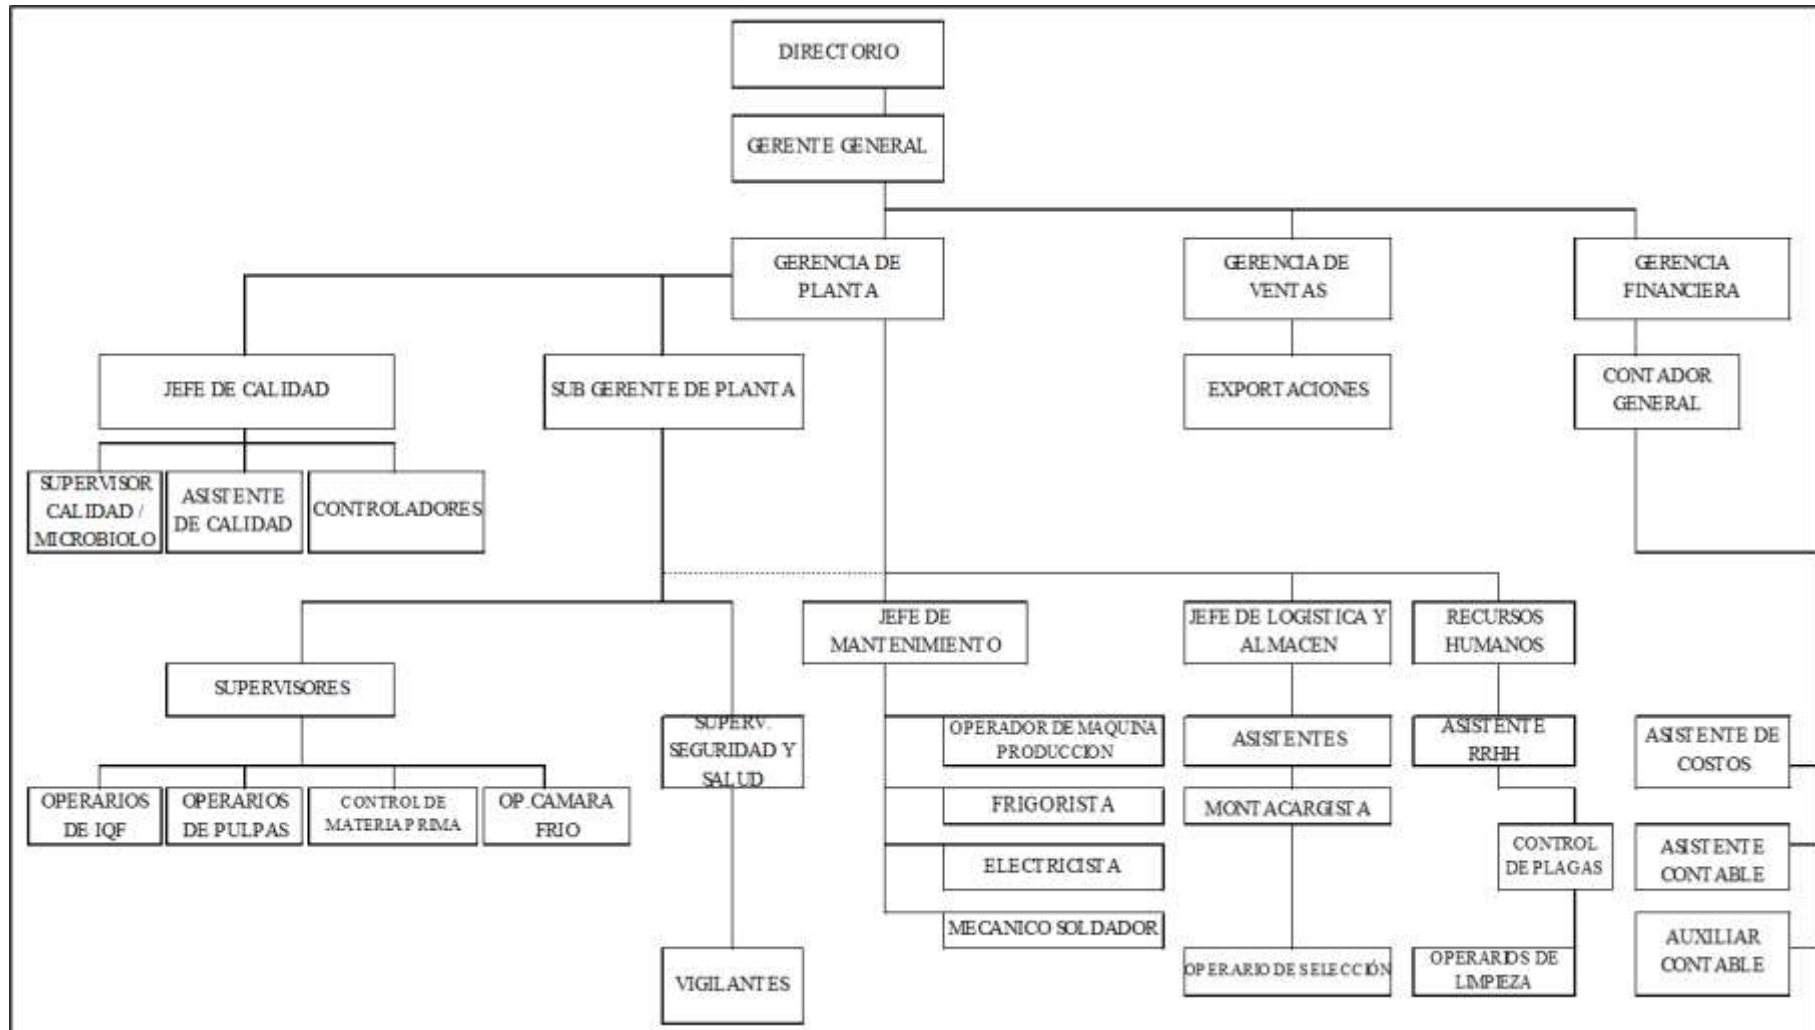 DIRECTORIO
GERENTE GENERAL
GERENCIA DE
PLANTA
GERENCIA DE
VENTAS
GERENCIA
FINANCIERA
JEFE DE CALIDAD
SUB GERENTE DE PLANTA
EXPORTACIONES
CONTADOR
GENERAL
SUPERVISOR
CALIDAD /
MICROBIOLO
ASISTENTE
DE CALIDAD
CONTROLADORES
JEFE DE
MANTENIMIENTO
JEFE DE LOGISTICA Y
ALMACEN
RECURSOS
HUMANOS
SUPERVISORES
SUPERV.
SEGURIDAD Y
SALUD
OPERADOR DE MAQUINA
PRODUCCION
ASISTENTES
ASISTENTE
RRHH
ASISTENTE DE
COSTOS
OPERARIOS
DE IQF
OPERARIOS
DE PULPAS
CONTROL DE
MATERIA PRIMA
OP.CAMARA
FRIO
FRIGORISTA
MONTACARGISTA
CONTROL
DE PLAGAS
ELECTRICISTA
ASISTENTE
CONTABLE
MECANICO SOLDADOR
AUXILIAR
CONTABLE
VIGILANTES
OPERARIO DE SELECCIÓN
OPERARIOS DE
LIMPIEZA